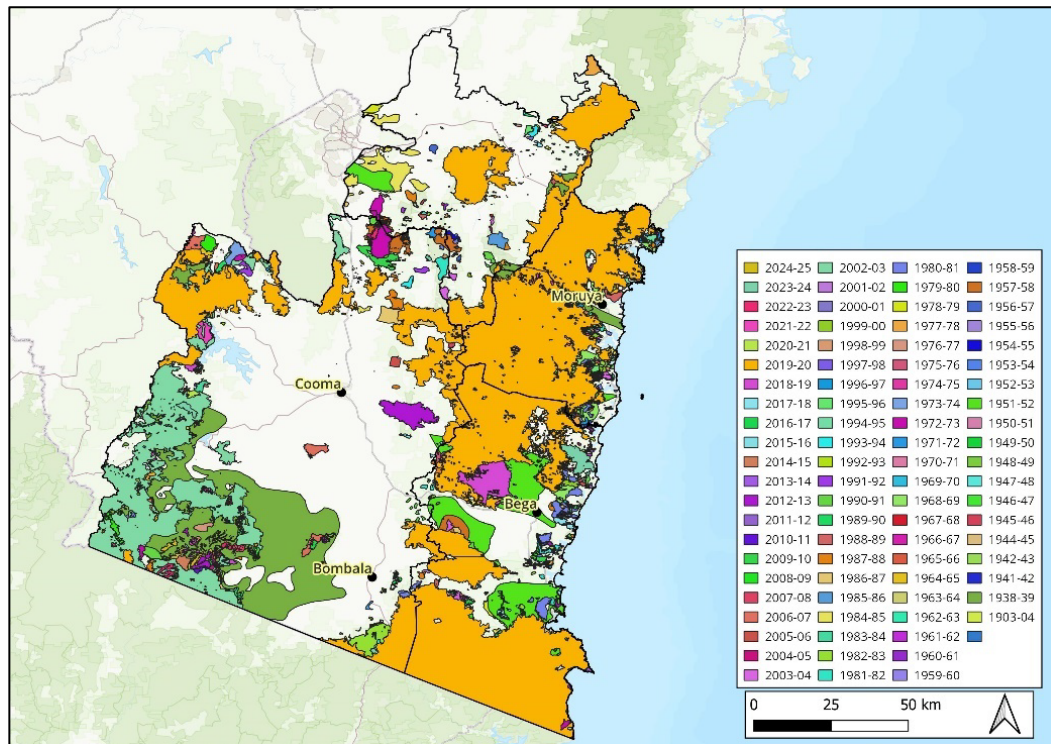 Moruya
Cooma
Bega
Bombala
2024-25 2002-03 1980-81 1958-59
2023-24 2001-02 1979-80 1957-58
2022-23 2000-01 1978-79 1956-57
2021-22 1999-00 1977-78 1955-56
2020-21 1998-99 1976-77 1954-55
2019-20 1997-98 1975-76 1953-54
2018-19 1996-97 1974-75 1952-53
2017-18 1995-96 1973-74 1951-52
2016-17 1994-95 1972-73 1950-51
2015-16 1993-94 1971-72 1949-50
2014-15 1992-93 1970-71 1948-49
2013-14 1991-92 1969-70 1947-48
2012-13 1990-91 1968-69 1946-47
2011-12 1989-90 1967-68 1945-46
2010-11 1988-89 1966-67 1944-45
2009-10 1987-88 1965-66 1942-43
2008-09 1986-87 1964-65 1941-42
2007-08 1985-86 1963-64 1938-39
2006-07 1984-85 1962-63 1903-04
2005-06 1983-84 1961-62
2004-05 1982-83 1960-61
2003-04 1981-82 1959-60
0 25 50 km